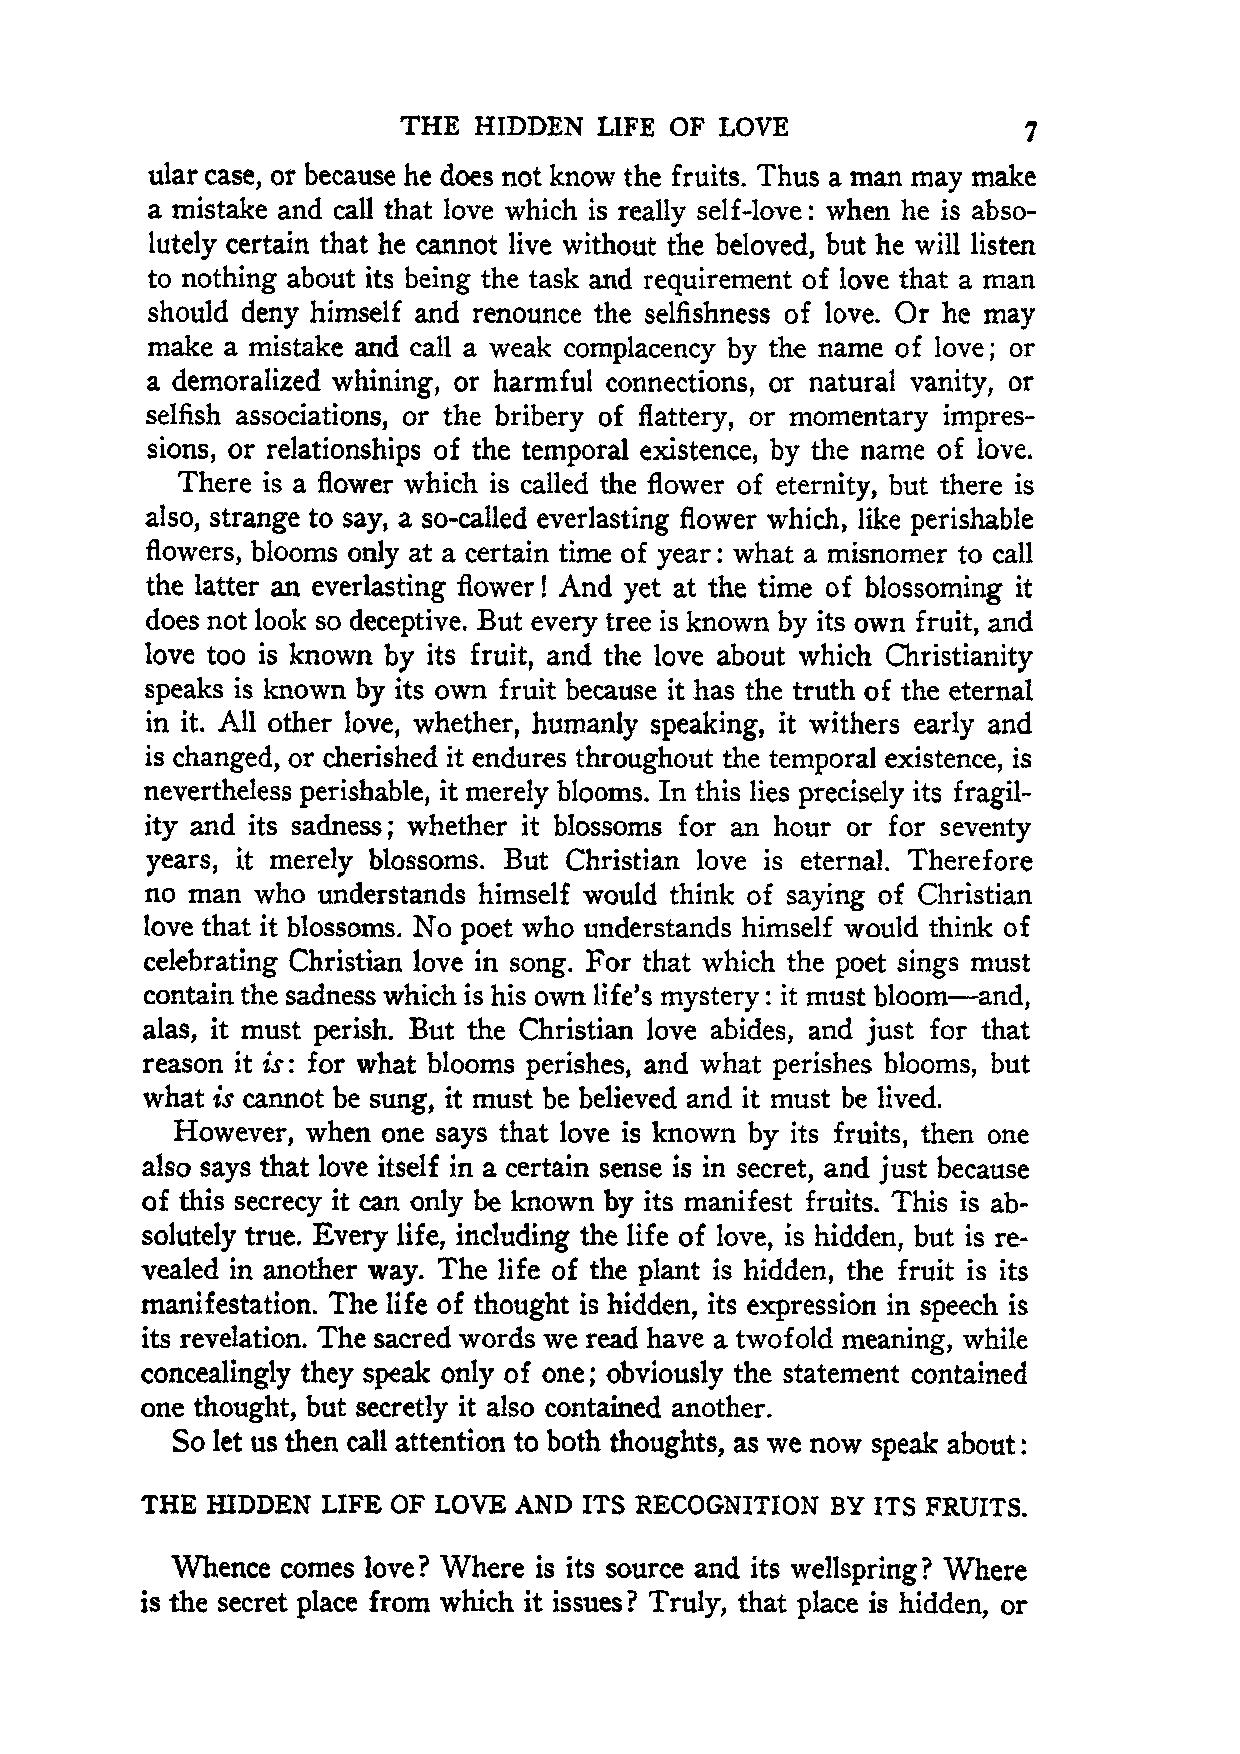 THE HIDDEN LIFE OF LOVE 7
ular case, or because he does not know the fruits. Thus a man may make
a mistake and call that love which is really self-love: when he is abso-
lutely certain that he cannot live without the beloved, but he will listen
to nothing about its being the task and requirement of love that a man
should deny himself and renounce the selfishness of love. Or he may
make a mistake and call a weak complacency by the name of love; or
a demoralized whining, or harmful connections, or natural vanity, or
selfish associations, or the bribery of flattery, or momentary impres-
sions, or relationships of the temporal existence, by the name of love.
There is a flower which is called the flower of eternity, but there is
also, strange to say, a so-called everlasting flower which, like perishable
flowers, blooms only at a certain time of year: what a misnomer to call
the latter an everlasting flower! And yet at the time of blossoming it
does not look so deceptive. But every tree is known by its own fruit, and
love too is known by its fruit, and the love about which Christianity
speaks is known by its own fruit because it has the truth of the eternal
in it. All other love, whether, humanly speaking, it withers early and
is changed, or cherished it endures throughout the temporal existence, is
nevertheless perishable, it merely blooms. In this lies precisely its fragil-
ity and its sadness; whether it blossoms for an hour or for seventy
years, it merely blossoms. But Christian love is eternal. Therefore
no man who understands himself would think of saying of Christian
love that it blossoms. No poet who understands himself would think of
celebrating Christian love in song. For that which the poet sings must
contain the sadness which is his own life's mystery: it must bloom—and,
alas, it must perish. But the Christian love abides, and just for that
reason it is: for what blooms perishes, and what perishes blooms, but
what is cannot be sung, it must be believed and it must be lived.
However, when one says that love is known by its fruits, then one
also says that love itself in a certain sense is in secret, and just because
of this secrecy it can only be known by its manifest fruits. This is ab-
solutely true. Every life, including the life of love, is hidden, but is re-
vealed in another way. The life of the plant is hidden, the fruit is its
manifestation. The life of thought is hidden, its expression in speech is
its revelation. The sacred words we read have a twofold meaning, while
concealingly they speak only of one; obviously the statement contained
one thought, but secretly it also contained another.
So let us then call attention to both thoughts, as we now speak about:
THE HIDDEN LIFE OF LOVE AND ITS RECOGNITION BY ITS FRUITS.
Whence comes love? Where is its source and its wellspring? Where
is the secret place from which it issues? Truly, that place is hidden, or